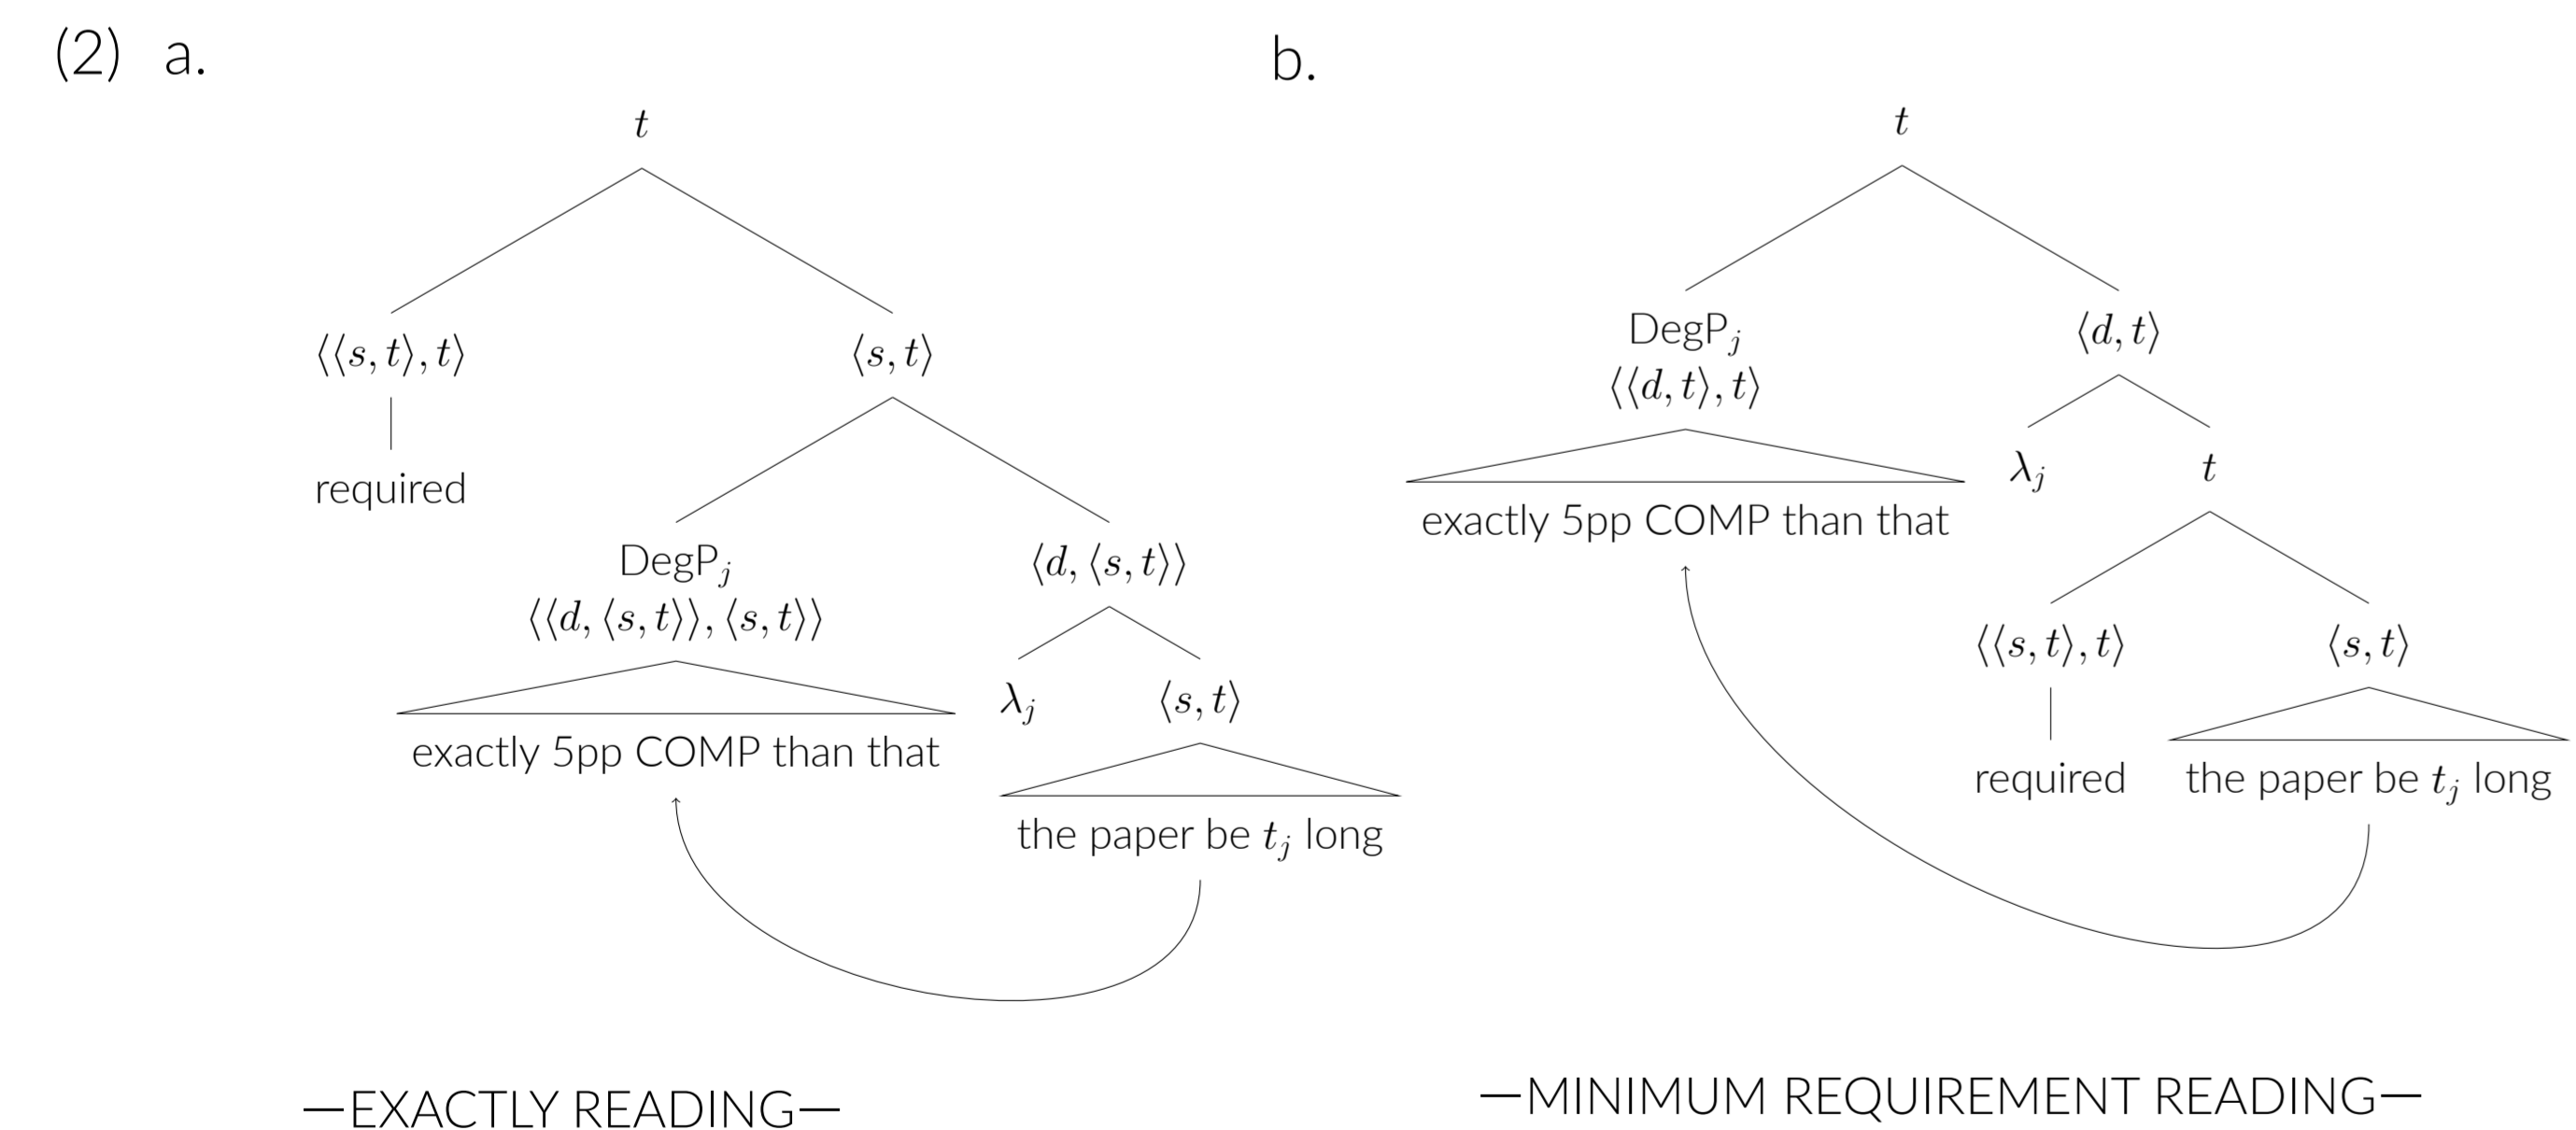 (2) a.
t
⟨⟨s, t⟩, t⟩ ⟨s, t⟩
required
DegP_j ⟨d, ⟨s, t⟩⟩
⟨⟨d, ⟨s, t⟩⟩, ⟨s, t⟩⟩
λ_j ⟨s, t⟩
exactly 5pp COMP than that
the paper be t_j long
—EXACTLY READING—
b.
t
DegP_j ⟨d, t⟩
⟨⟨d, t⟩, t⟩
λ_j t
exactly 5pp COMP than that
⟨⟨s, t⟩, t⟩ ⟨s, t⟩
required the paper be t_j long
—MINIMUM REQUIREMENT READING—